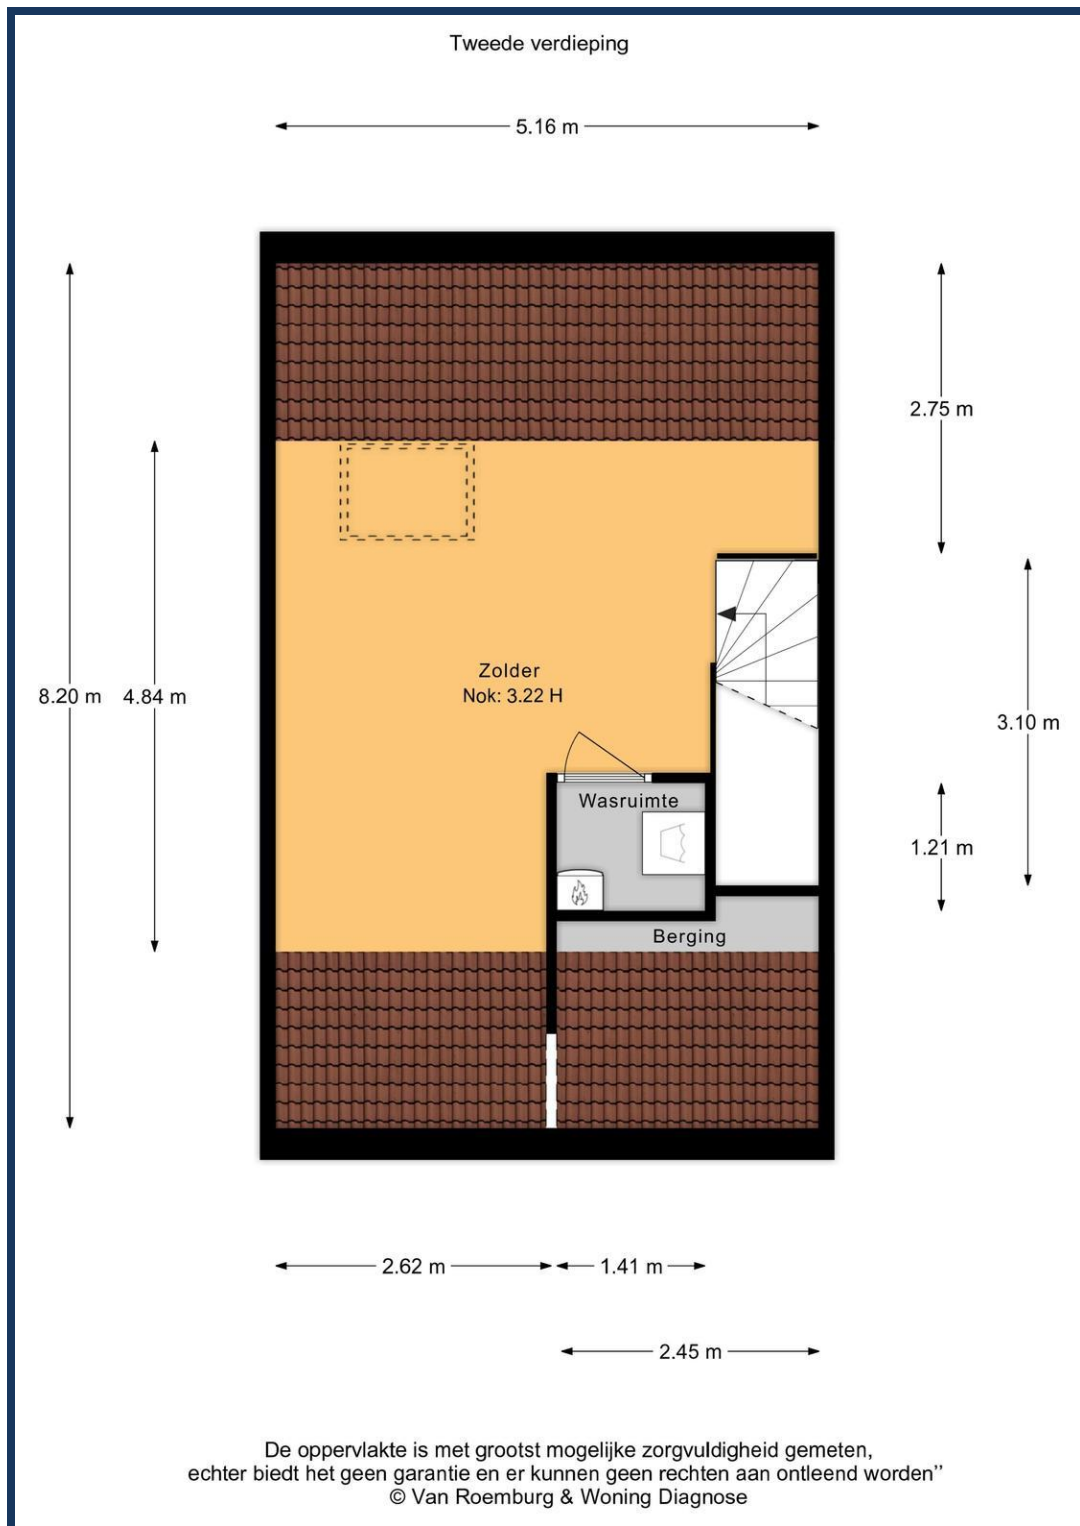 Tweede verdieping
5.16 m
2.75 m
8.20 m
4.84 m
Zolder
Nok: 3.22 H
3.10 m
Wasruimte
1.21 m
Berging
2.62 m
1.41 m
2.45 m
De oppervlakte is met grootst mogelijke zorgvuldigheid gemeten,
echter biedt het geen garantie en er kunnen geen rechten aan ontleend worden’’
© Van Roemburg & Woning Diagnose